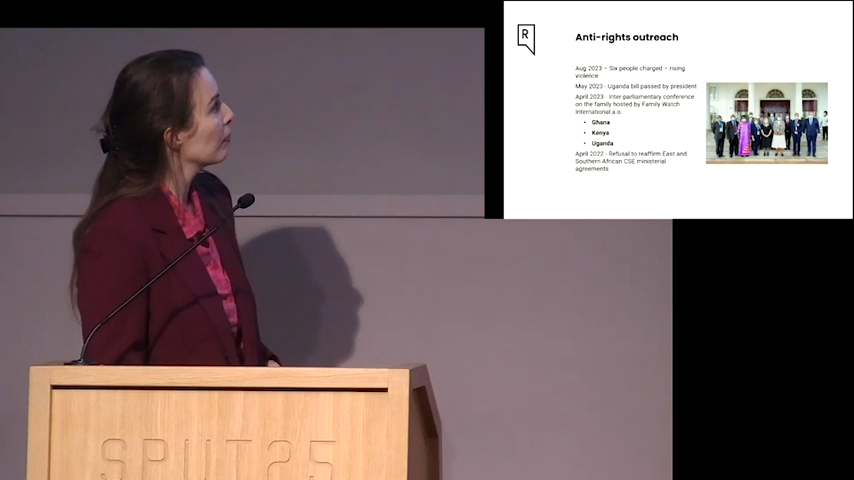 R
Anti-rights outreach
Aug 2023 – Six people charged – rising
violence
May 2023 - Uganda bill passed by president
April 2023 - Inter-parliamentary conference
on the family hosted by Family Watch
International a.o.
• Ghana
• Kenya
• Uganda
April 2022 - Refusal to reaffirm East and
Southern African CSE ministerial
agreements
SPUT25